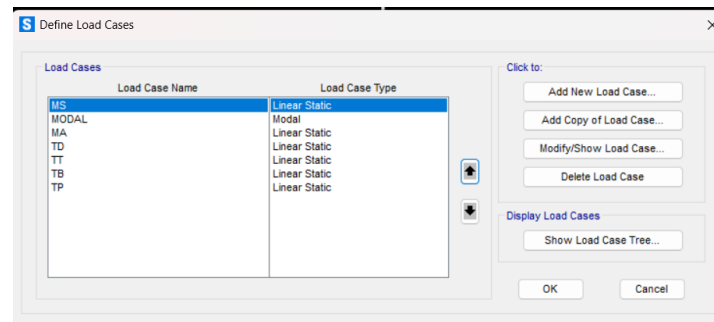 S Define Load Cases
Load Cases
Load Case Name Load Case Type
MS Linear Static
MODAL Modal
MA Linear Static
TD Linear Static
TT Linear Static
TB Linear Static
TP Linear Static
Click to:
Add New Load Case...
Add Copy of Load Case...
Modify/Show Load Case...
Delete Load Case
Display Load Cases
Show Load Case Tree...
OK Cancel